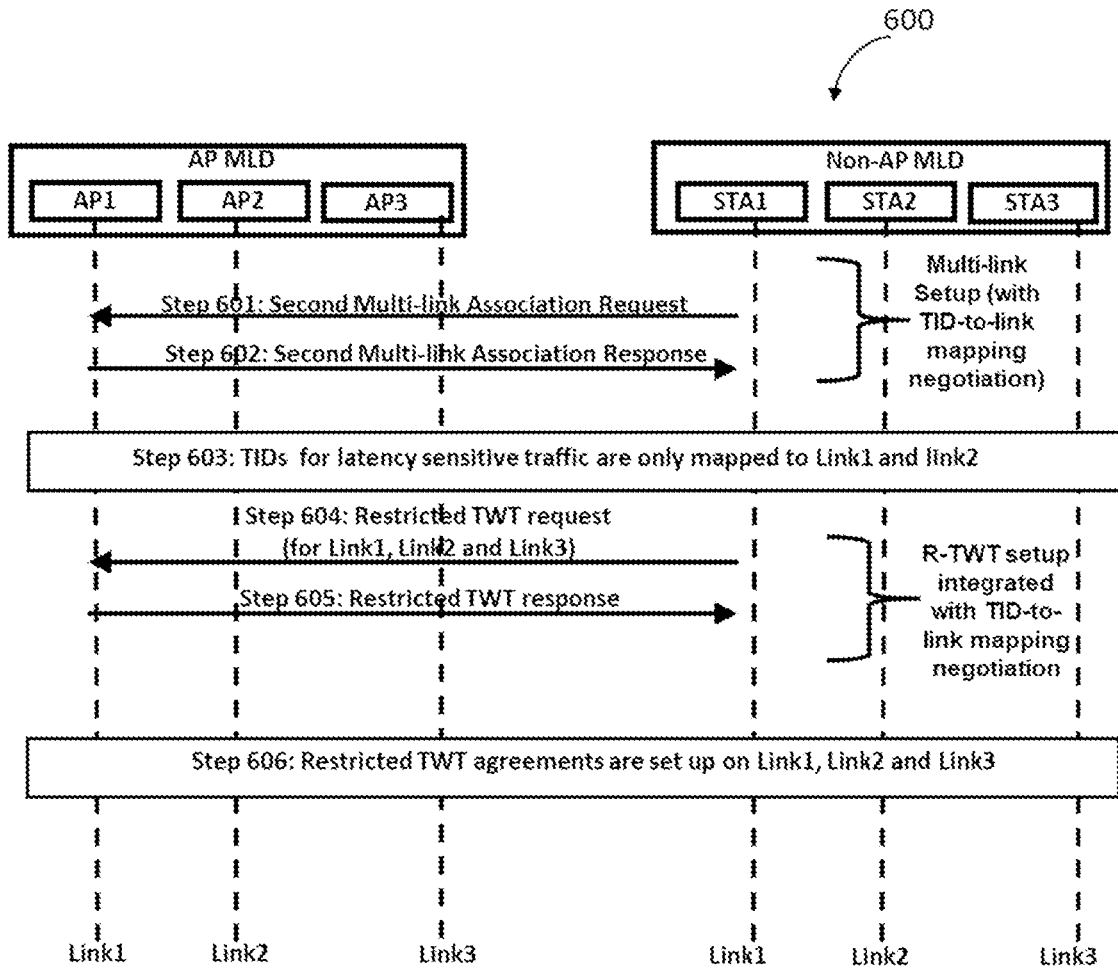 600
AP MLD
AP1
AP2
AP3
Non-AP MLD
STA1
STA2
STA3
Step 601: Second Multi-link Association Request
Step 602: Second Multi-link Association Response
Multi-link
Setup (with
TID-to-link
mapping
negotiation)
Step 603: TIDs for latency sensitive traffic are only mapped to Link1 and link2
Step 604: Restricted TWT request
(for Link1, Link2 and Link3)
Step 605: Restricted TWT response
R-TWT setup
integrated
with TID-to-
link mapping
negotiation
Step 606: Restricted TWT agreements are set up on Link1, Link2 and Link3
Link1
Link2
Link3
Link1
Link2
Link3